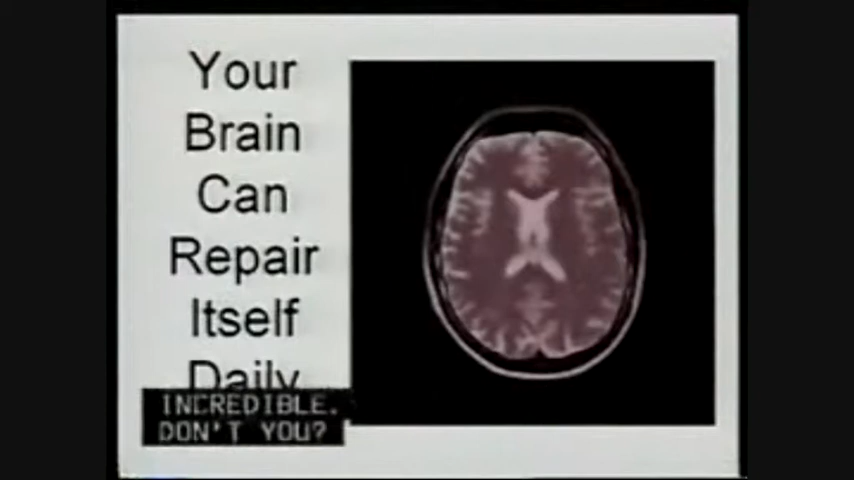 Your
Brain
Can
Repair
Itself
Daily
INCREDIBLE.
DON'T YOU?